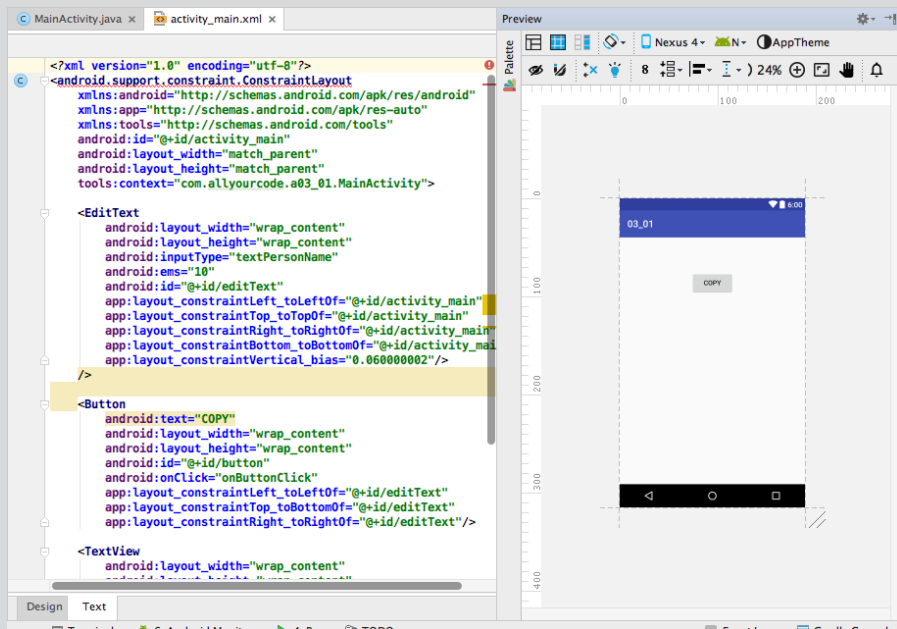 MainActivity.java
activity_main.xml
<?xml version="1.0" encoding="utf-8"?>
<android.support.constraint.ConstraintLayout
xmlns:android="http://schemas.android.com/apk/res/android"
xmlns:app="http://schemas.android.com/apk/res-auto"
xmlns:tools="http://schemas.android.com/tools"
android:id="@+id/activity_main"
android:layout_width="match_parent"
android:layout_height="match_parent"
tools:context="com.allyourcode.a03_01.MainActivity">
<EditText
android:layout_width="wrap_content"
android:layout_height="wrap_content"
android:inputType="textPersonName"
android:ems="10"
android:id="@+id/editText"
app:layout_constraintLeft_toLeftOf="@+id/activity_main"
app:layout_constraintTop_toTopOf="@+id/activity_main"
app:layout_constraintRight_toRightOf="@+id/activity_main"
app:layout_constraintBottom_toBottomOf="@+id/activity_mai
app:layout_constraintVertical_bias="0.060000002"/>
/>
<Button
android:text="COPY"
android:layout_width="wrap_content"
android:layout_height="wrap_content"
android:id="@+id/button"
android:onClick="onButtonClick"
app:layout_constraintLeft_toLeftOf="@+id/editText"
app:layout_constraintTop_toBottomOf="@+id/editText"
app:layout_constraintRight_toRightOf="@+id/editText"/>
<TextView
android:layout_width="wrap_content"
Design
Text
Preview
Palette
Nexus 4
N
AppTheme
8
24%
0
100
200
0
100
200
300
400
6:00
03_01
COPY